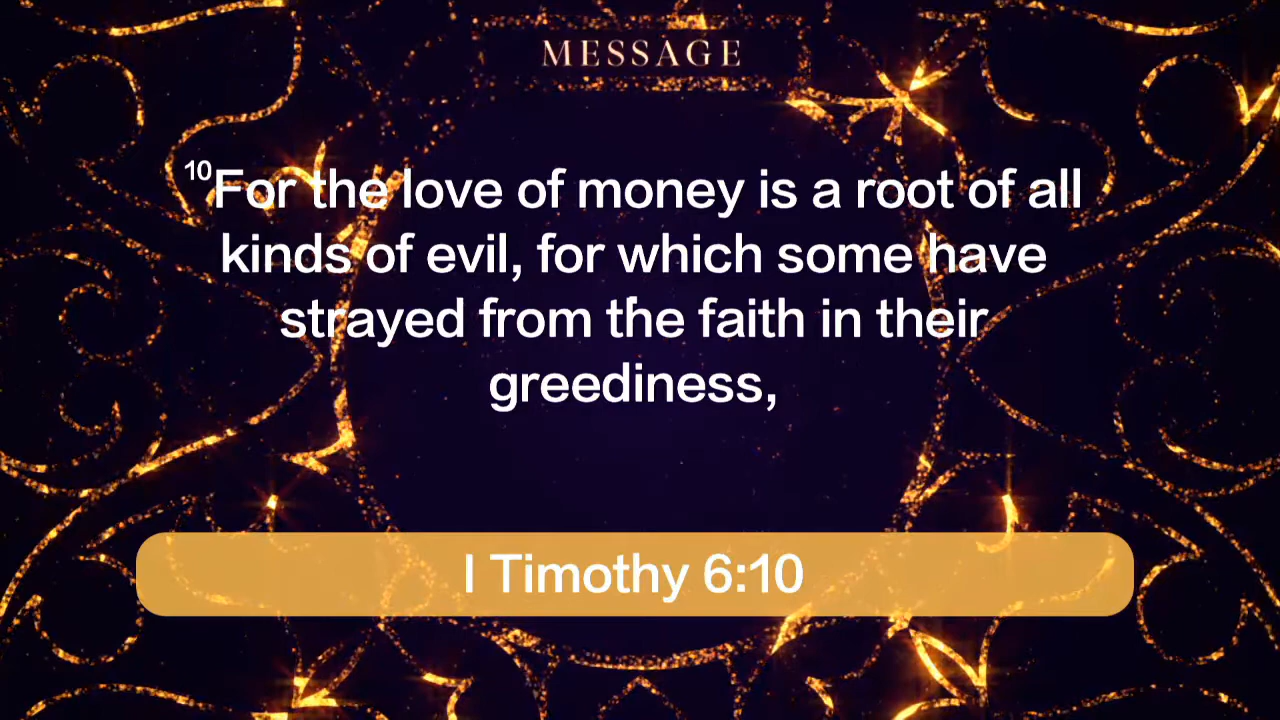 MESSAGE
10For the love of money is a root of all
kinds of evil, for which some have
strayed from the faith in their
greediness,
I Timothy 6:10